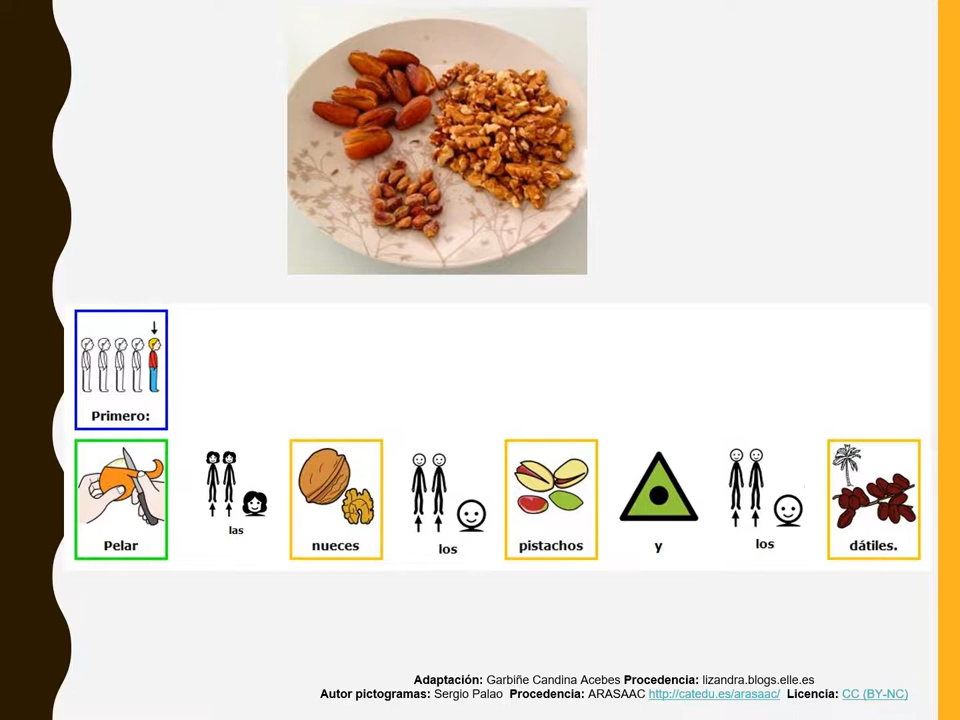 Primero:
Pelar las nueces los pistachos y los dátiles.
Adaptación: Garbiñe Candina Acebes Procedencia: lizandra.blogs.elle.es
Autor pictogramas: Sergio Palao Procedencia: ARASAAC http://catedu.es/arasaac/ Licencia: CC (BY-NC)